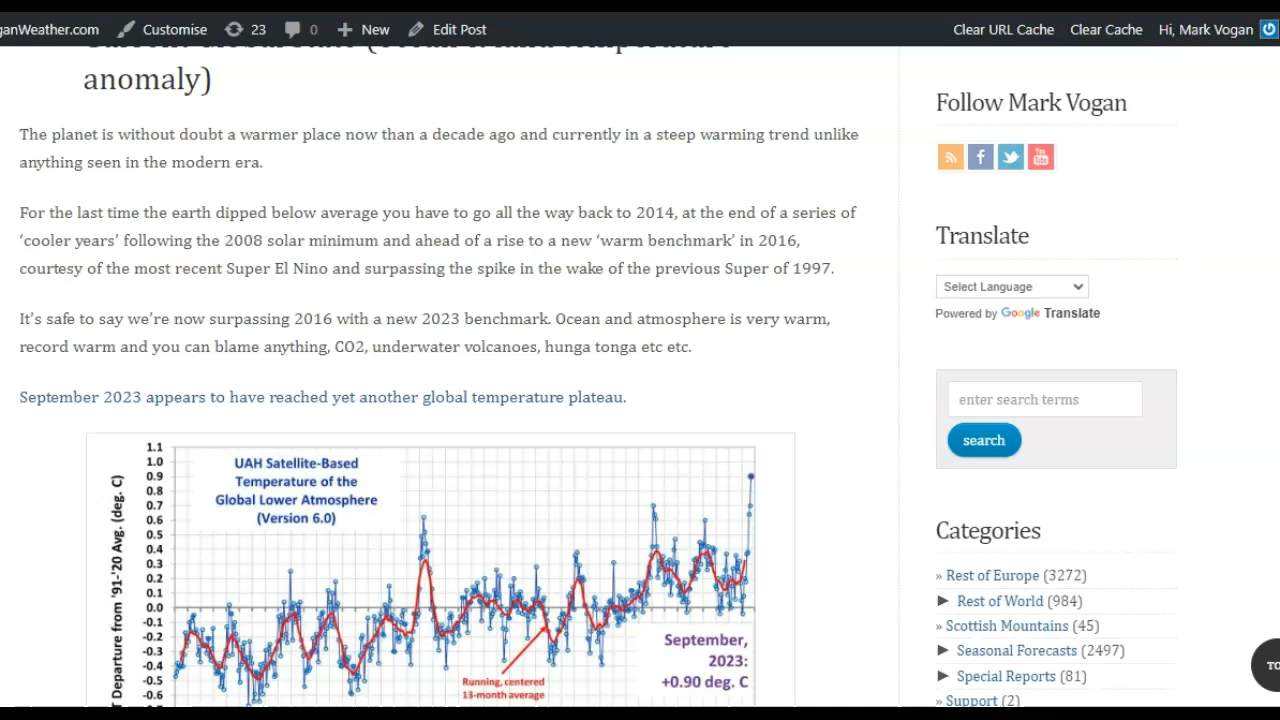 ganWeather.com Customise 23 0 New Edit Post Clear URL Cache Clear Cache Hi, Mark Vogan
anomaly)
The planet is without doubt a warmer place now than a decade ago and currently in a steep warming trend unlike
anything seen in the modern era.
For the last time the earth dipped below average you have to go all the way back to 2014, at the end of a series of
‘cooler years’ following the 2008 solar minimum and ahead of a rise to a new ‘warm benchmark’ in 2016,
courtesy of the most recent Super El Nino and surpassing the spike in the wake of the previous Super of 1997.
It’s safe to say we’re now surpassing 2016 with a new 2023 benchmark. Ocean and atmosphere is very warm,
record warm and you can blame anything, CO2, underwater volcanoes, hunga tonga etc etc.
September 2023 appears to have reached yet another global temperature plateau.
T Departure from '91-'20 Avg. (deg. C)
1.1
1.0
0.9
0.8
0.7
0.6
0.5
0.4
0.3
0.2
0.1
0.0
-0.1
-0.2
-0.3
-0.4
-0.5
-0.6
UAH Satellite-Based
Temperature of the
Global Lower Atmosphere
(Version 6.0)
Running, centered
13-month average
September,
2023:
+0.90 deg. C
Follow Mark Vogan
You
Tube
Translate
Select Language
Powered by Google Translate
enter search terms
search
Categories
» Rest of Europe (3272)
► Rest of World (984)
» Scottish Mountains (45)
► Seasonal Forecasts (2497)
► Special Reports (81)
» Support (2)
TO